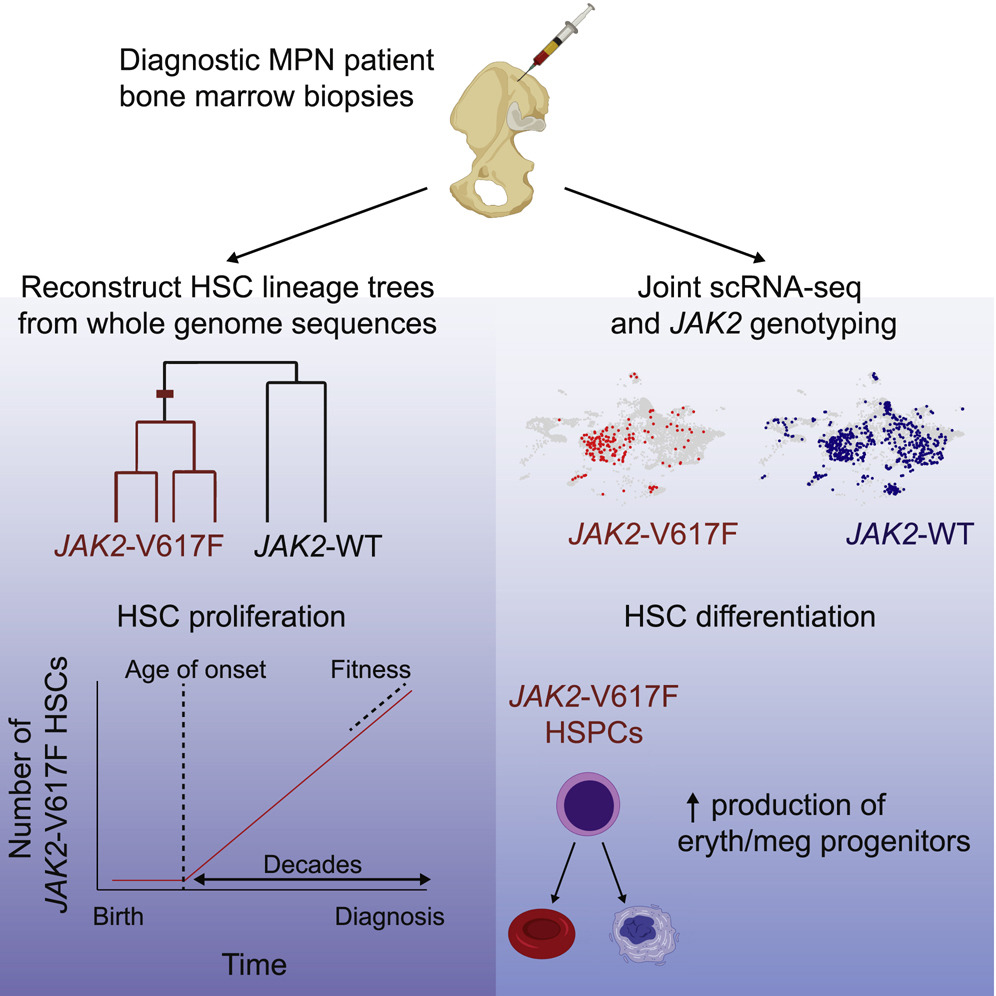 Diagnostic MPN patient
bone marrow biopsies
Reconstruct HSC lineage trees
from whole genome sequences
JAK2-V617F
JAK2-WT
HSC proliferation
Number of
JAK2-V617F HSCs
Age of onset
Fitness
Decades
Birth
Diagnosis
Time
Joint scRNA-seq
and JAK2 genotyping
JAK2-V617F
JAK2-WT
HSC differentiation
JAK2-V617F
HSPCs
↑ production of
eryth/meg progenitors